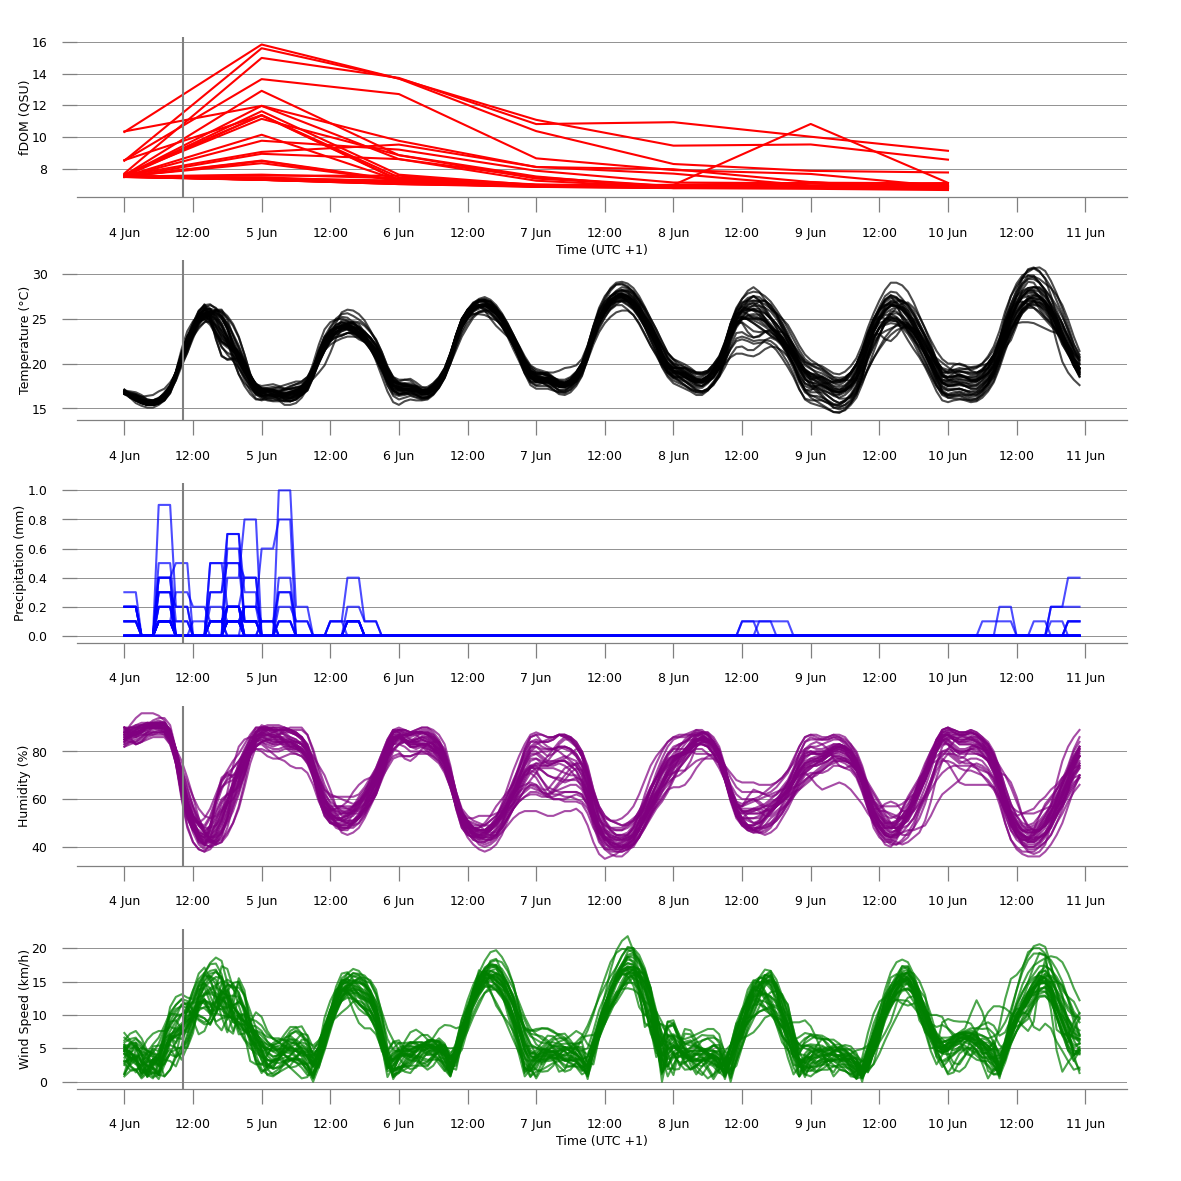 fDOM (QSU)
16
14
12
10
8
4 Jun 12:00 5 Jun 12:00 6 Jun 12:00 7 Jun 12:00 8 Jun 12:00 9 Jun 12:00 10 Jun 12:00 11 Jun
Time (UTC +1)
Temperature (°C)
30
25
20
15
4 Jun 12:00 5 Jun 12:00 6 Jun 12:00 7 Jun 12:00 8 Jun 12:00 9 Jun 12:00 10 Jun 12:00 11 Jun
Precipitation (mm)
1.0
0.8
0.6
0.4
0.2
0.0
4 Jun 12:00 5 Jun 12:00 6 Jun 12:00 7 Jun 12:00 8 Jun 12:00 9 Jun 12:00 10 Jun 12:00 11 Jun
Humidity (%)
80
60
40
4 Jun 12:00 5 Jun 12:00 6 Jun 12:00 7 Jun 12:00 8 Jun 12:00 9 Jun 12:00 10 Jun 12:00 11 Jun
Wind Speed (km/h)
20
15
10
5
0
4 Jun 12:00 5 Jun 12:00 6 Jun 12:00 7 Jun 12:00 8 Jun 12:00 9 Jun 12:00 10 Jun 12:00 11 Jun
Time (UTC +1)